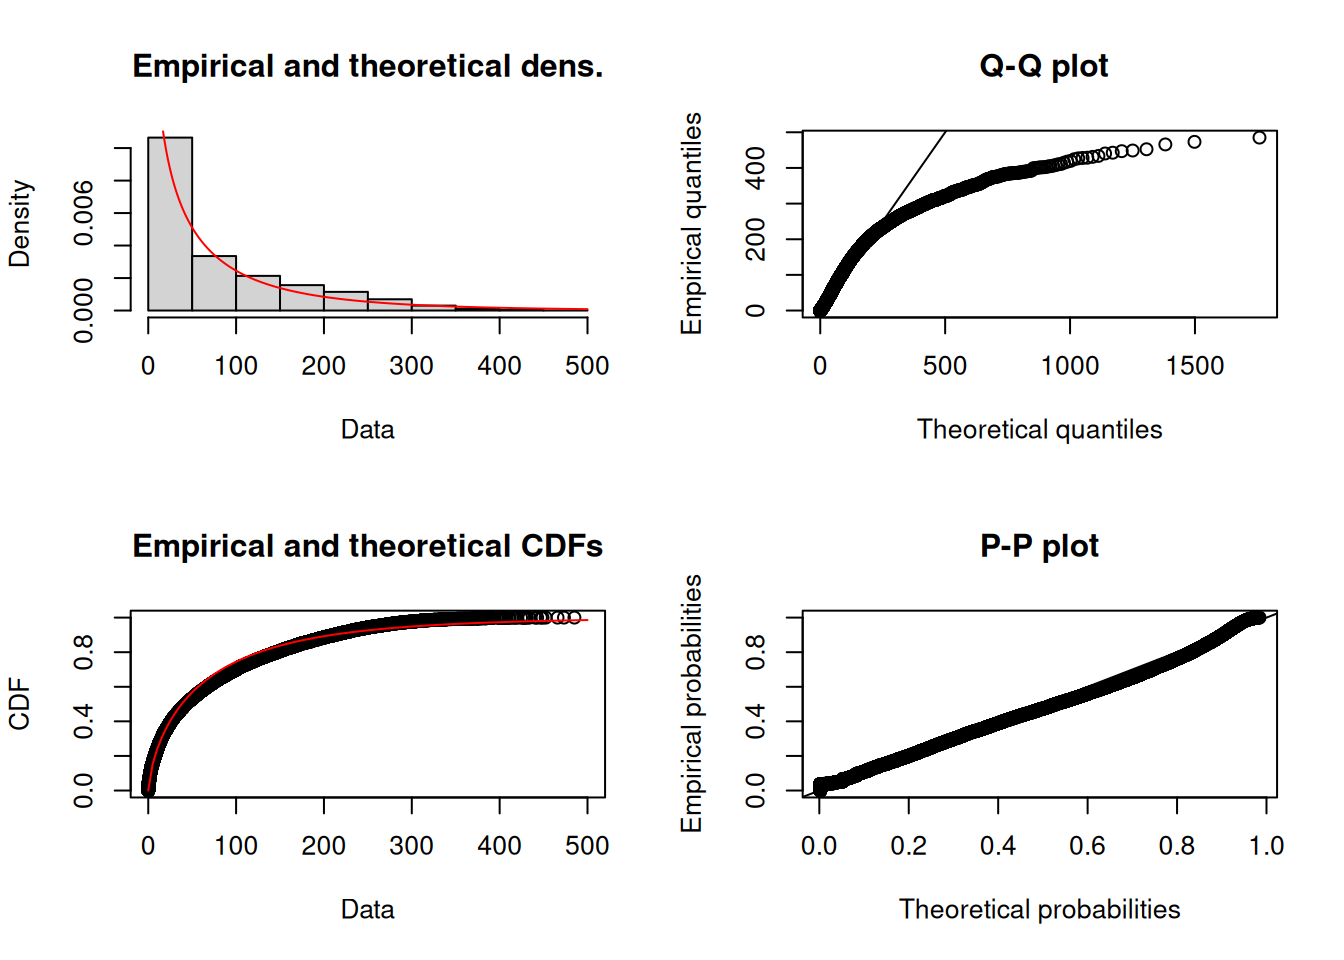 Empirical and theoretical dens.
Density
0.000 0.006
0 100 200 300 400 500
Data
Q-Q plot
Empirical quantiles
0 200 400
0 500 1000 1500
Theoretical quantiles
Empirical and theoretical CDFs
CDF
0.0 0.4 0.8
0 100 200 300 400 500
Data
P-P plot
Empirical probabilities
0.0 0.4 0.8
0.0 0.2 0.4 0.6 0.8 1.0
Theoretical probabilities